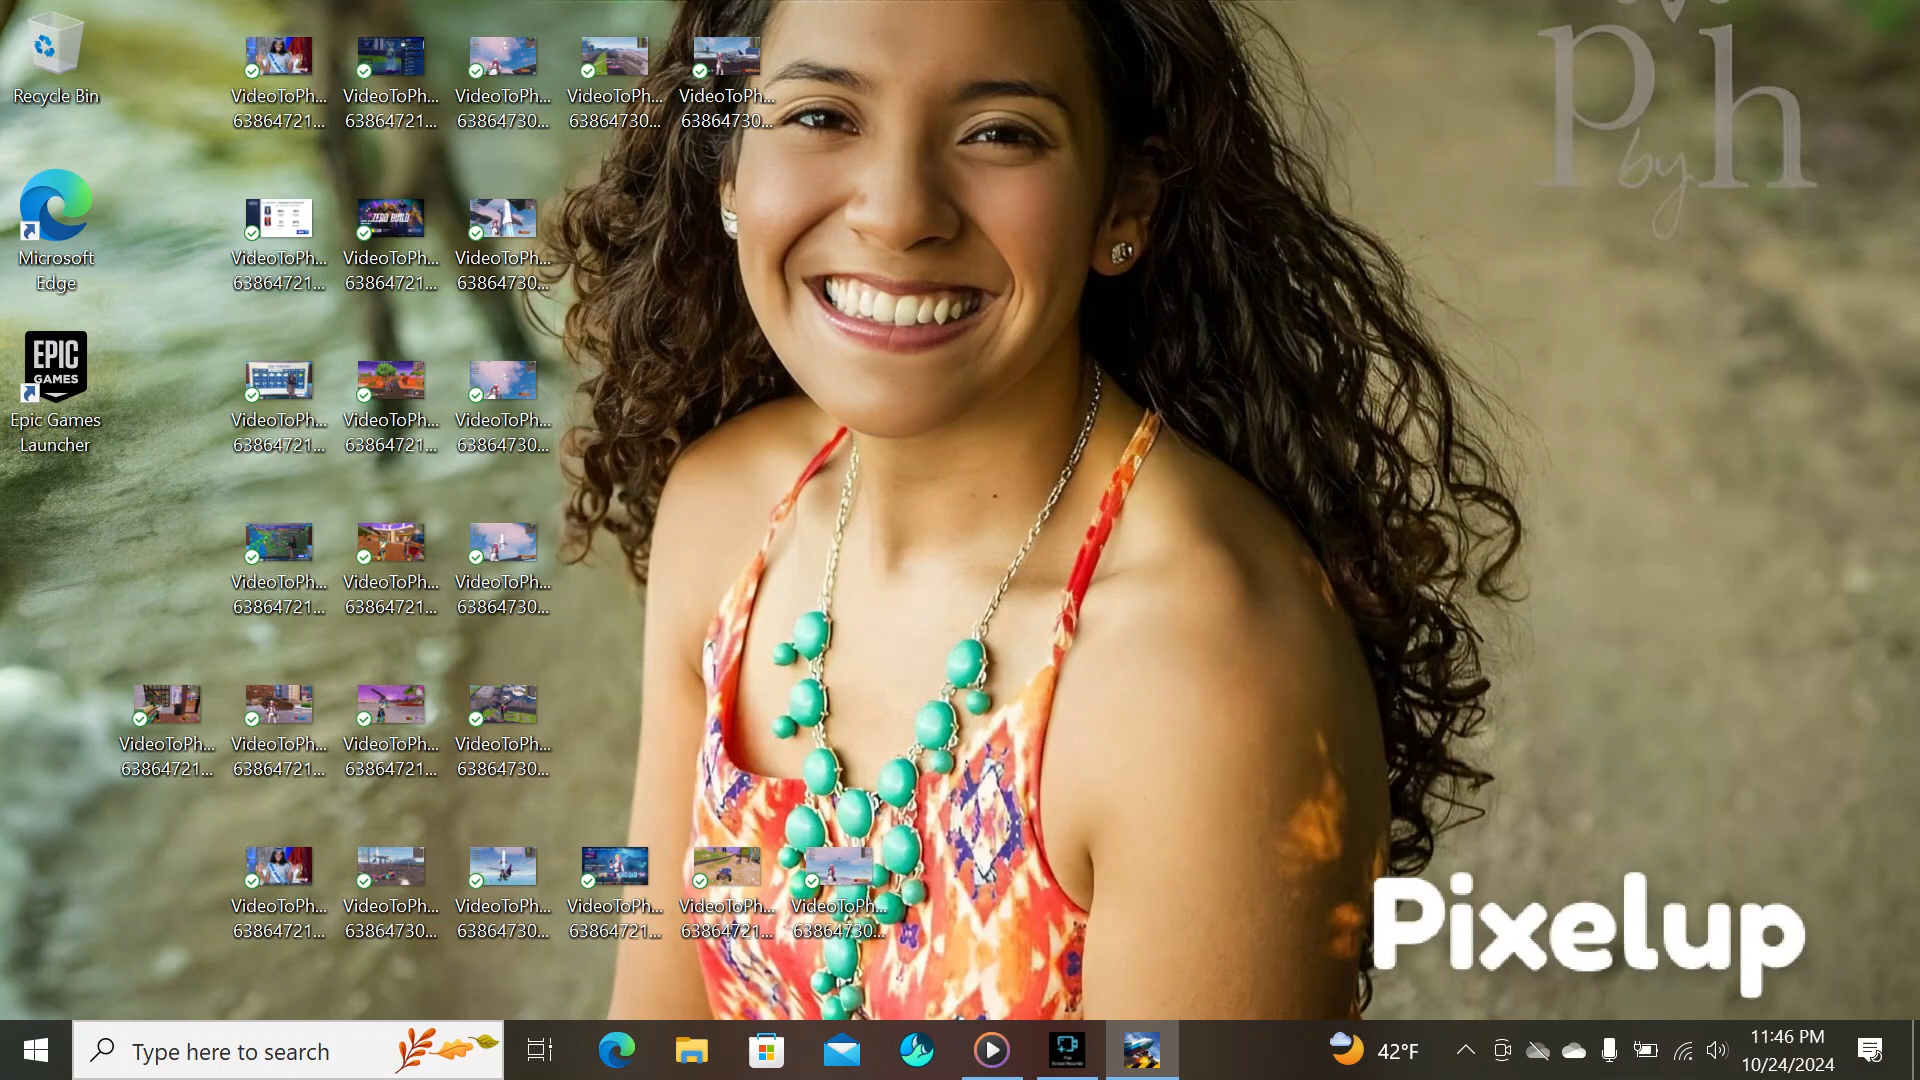 Recycle Bin
VideoToPh...
63864721...
VideoToPh...
63864721...
VideoToPh...
63864730...
VideoToPh...
63864730...
VideoToPh...
63864730...
p by h
Microsoft
Edge
VideoToPh...
63864721...
ZERO BUILD
VideoToPh...
63864721...
VideoToPh...
63864730...
EPIC
GAMES
Epic Games
Launcher
VideoToPh...
63864721...
VideoToPh...
63864721...
VideoToPh...
63864730...
VideoToPh...
63864721...
VideoToPh...
63864721...
VideoToPh...
63864730...
VideoToPh...
63864721...
VideoToPh...
63864721...
VideoToPh...
63864721...
VideoToPh...
63864730...
VideoToPh...
63864721...
VideoToPh...
63864730...
VideoToPh...
63864730...
VideoToPh...
63864721...
VideoToPh...
63864721...
VideoToPh...
63864730...
Pixelup
Type here to search
42°F
11:46 PM
10/24/2024